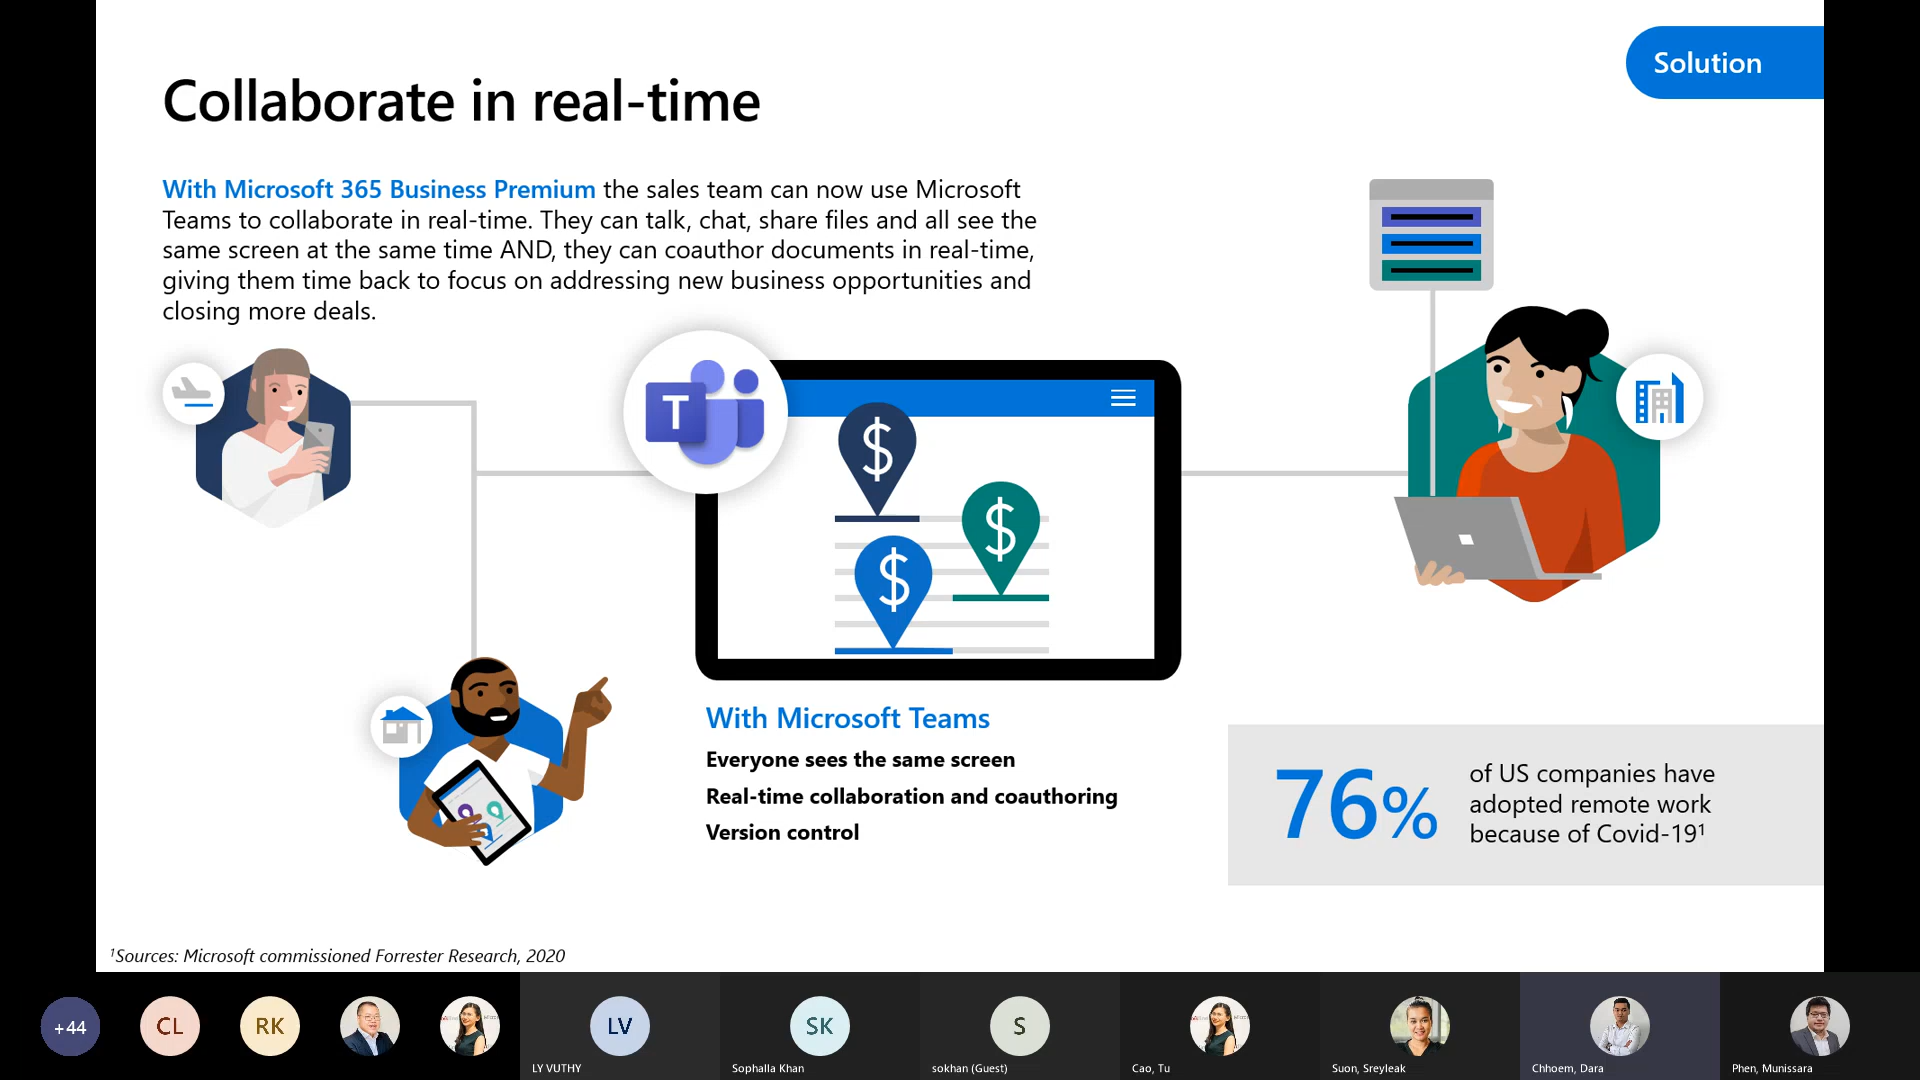 Solution
Collaborate in real-time
With Microsoft 365 Business Premium the sales team can now use Microsoft
Teams to collaborate in real-time. They can talk, chat, share files and all see the
same screen at the same time AND, they can coauthor documents in real-time,
giving them time back to focus on addressing new business opportunities and
closing more deals.
T
$
$
$
With Microsoft Teams
Everyone sees the same screen
Real-time collaboration and coauthoring
Version control
76%
of US companies have
adopted remote work
because of Covid-19¹
¹Sources: Microsoft commissioned Forrester Research, 2020
+44
CL
RK
LV
SK
S
LY VUTHY
Sophalla Khan
sokhan (Guest)
Cao, Tu
Suon, Sreyleak
Chhoem, Dara
Phen, Munissara